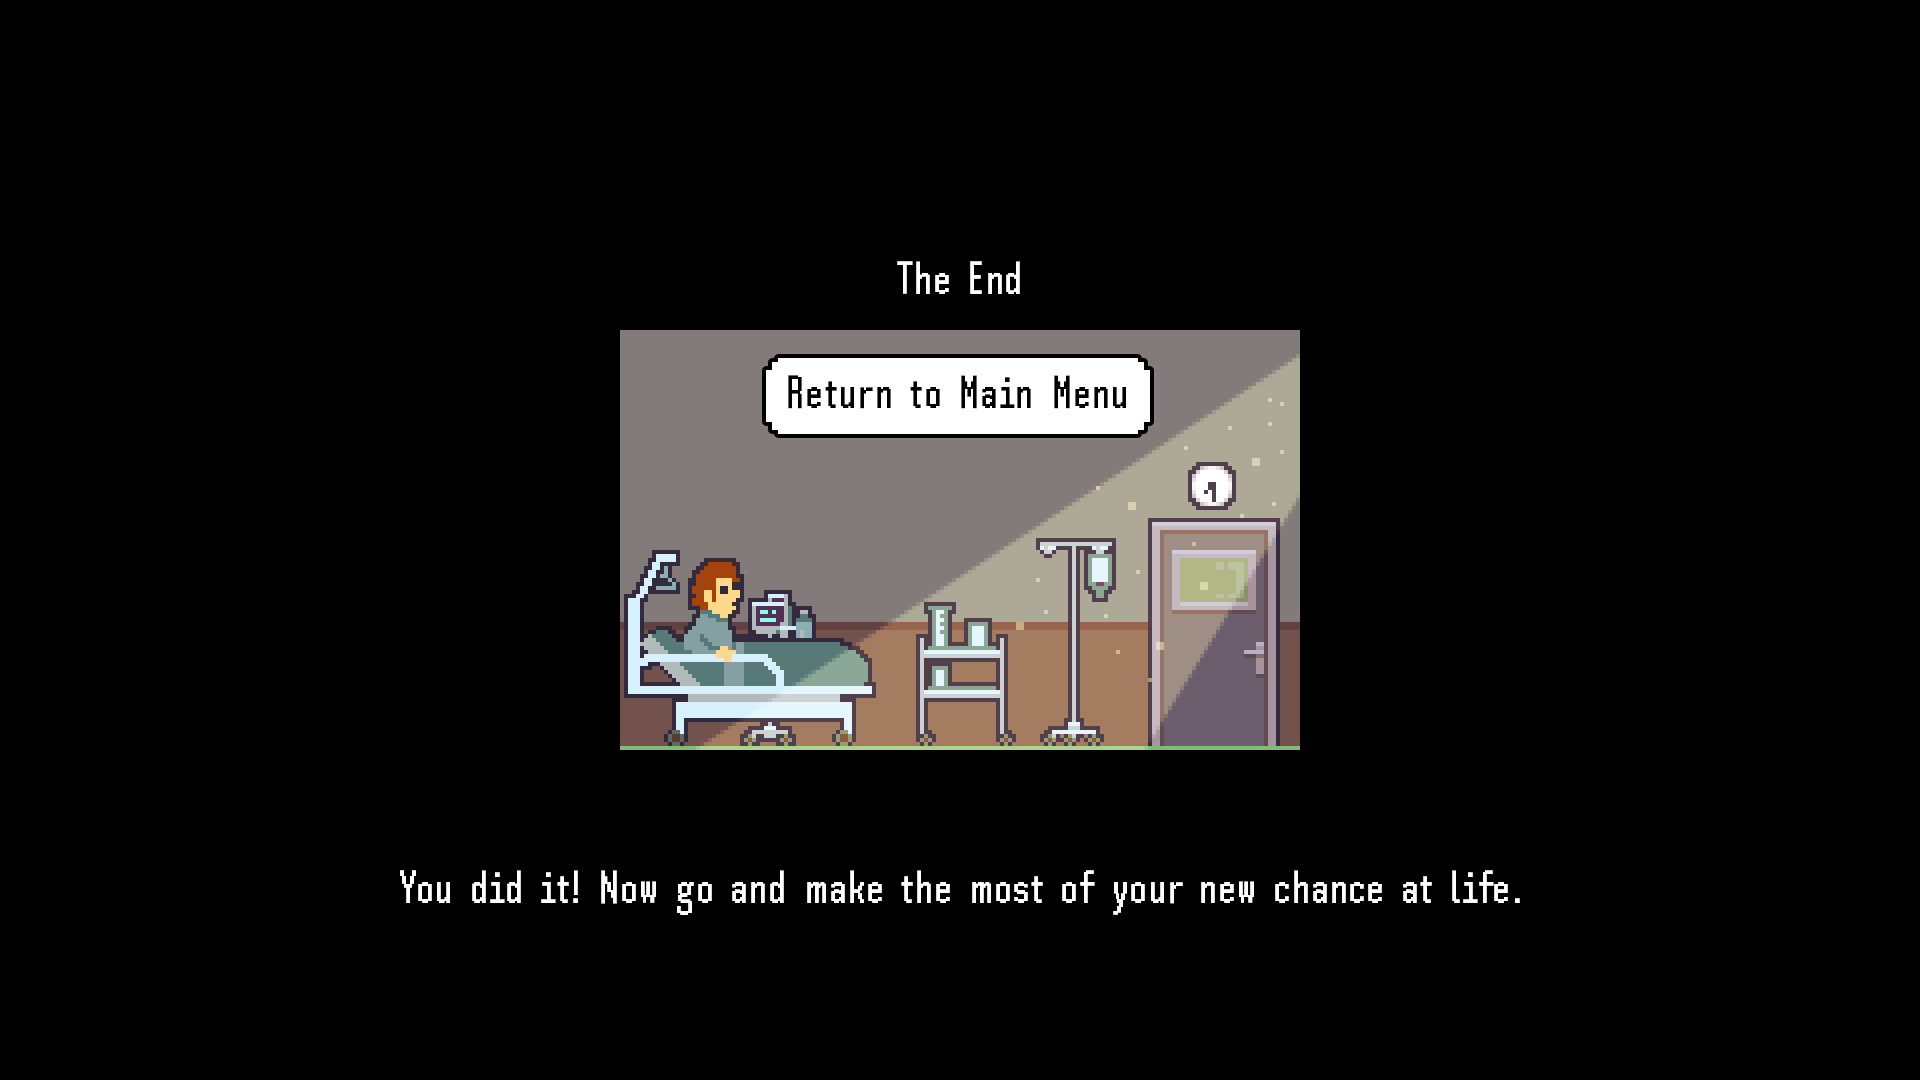 The End
Return to Main Menu
You did it! Now go and make the most of your new chance at life.